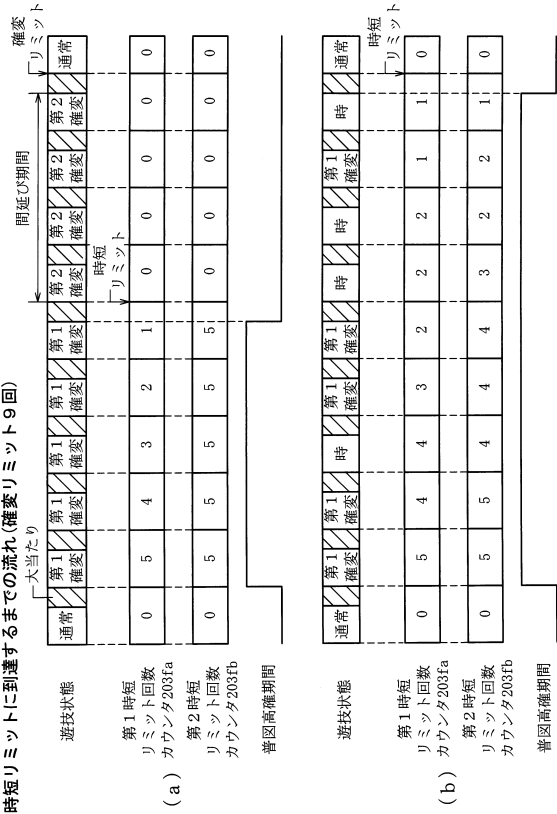 時短リミットに到達するまでの流れ(確変リミット9回)
(a)
大当たり
間延び期間
確変
リミット
遊技状態
通常 第1 第1 第1 第1 第1 第2 第2 第2 第2 通常
確変 確変 確変 確変 確変 確変 確変 確変 確変
時短
リミット
第1時短
リミット回数
カウンタ203fa
0 5 4 3 2 1 0 0 0 0 0
第2時短
リミット回数
カウンタ203fb
0 5 5 5 5 5 0 0 0 0 0
普図高確期間
(b)
時短
リミット
遊技状態
通常 第1 第1 時 第1 第1 時 時 第1 時 通常
確変 確変 確変 確変 確変
第1時短
リミット回数
カウンタ203fa
0 5 4 4 3 2 2 2 1 1 0
第2時短
リミット回数
カウンタ203fb
0 5 5 4 4 4 3 2 2 1 0
普図高確期間